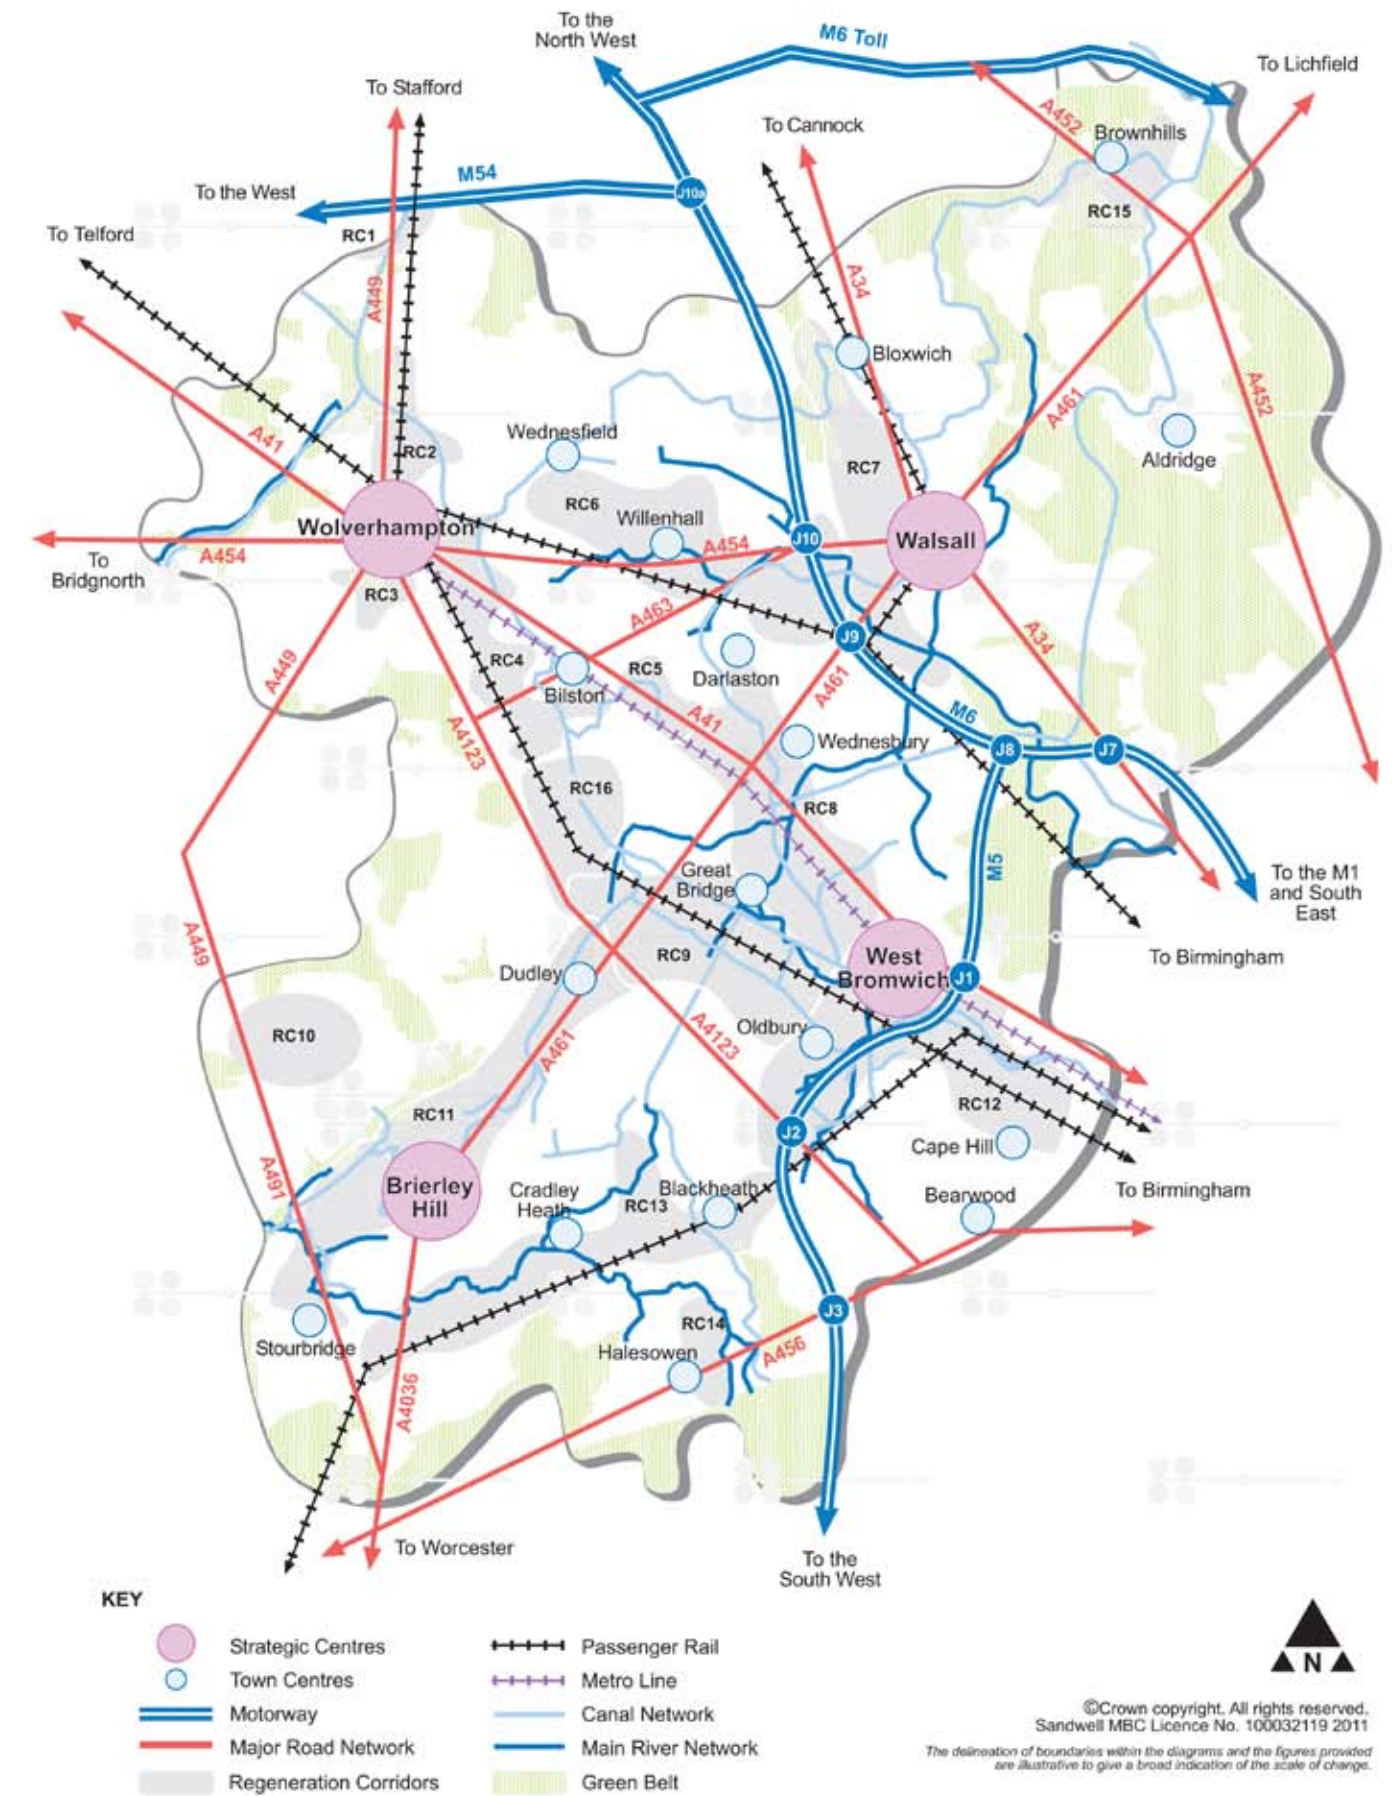 To the
North West
M6 Toll
To Lichfield
To Stafford
To Cannock
A452
Brownhills
M54
To the West
J10a
RC15
RC1
To Telford
A449
A34
Bloxwich
A461
A452
Wednesfield
A41
RC2
RC7
Aldridge
RC6
Willenhall
Wolverhampton
J10
Walsall
A454
A454
To
Bridgnorth
RC3
A463
J9
A34
A449
RC4
RC5
Darlaston
Bilston
A461
A41
M6
A4123
Wednesbury
J8
J7
RC16
RC8
Great
Bridge
M5
To the M1
and South
East
A449
West
Bromwich
RC9
To Birmingham
Dudley
J1
Oldbury
RC10
A4123
A461
RC11
RC12
J2
Cape Hill
A491
Brierley
Hill
Cradley
Heath
Blackheath
RC13
Bearwood
To Birmingham
J3
Stourbridge
RC14
Halesowen
A456
A4036
To Worcester
To the
South West
KEY
Strategic Centres
Town Centres
Motorway
Major Road Network
Regeneration Corridors
Passenger Rail
Metro Line
Canal Network
Main River Network
Green Belt
N
©Crown copyright. All rights reserved.
Sandwell MBC Licence No. 100032119 2011
The delineation of boundaries within the diagrams and the figures provided
are illustrative to give a broad indication of the scale of change.